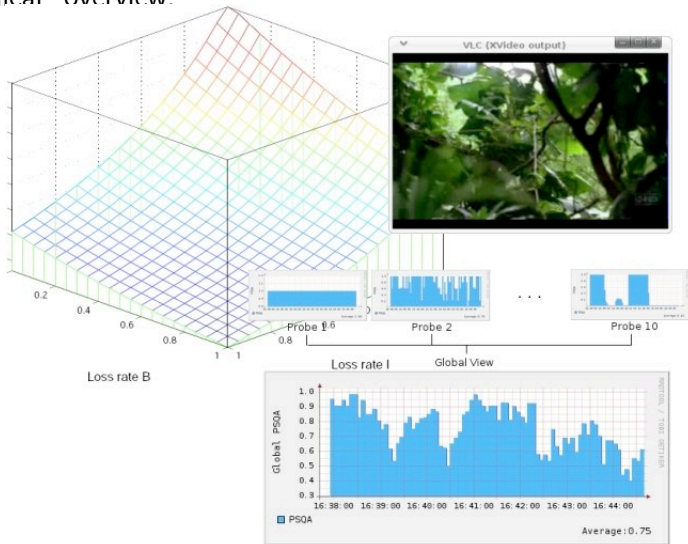 overview.
VLC (XVideo output)
0.2
0.4
0.6
0.8
1
1
0.8
0.6
Loss rate B
Loss rate I
Probe 1
Probe 2
. . .
Probe 10
Global View
Global PSQA
1.0
0.9
0.8
0.7
0.6
0.5
0.4
0.3
16:38:00 16:39:00 16:40:00 16:41:00 16:42:00 16:43:00 16:44:00
PSQA
Average:0.75